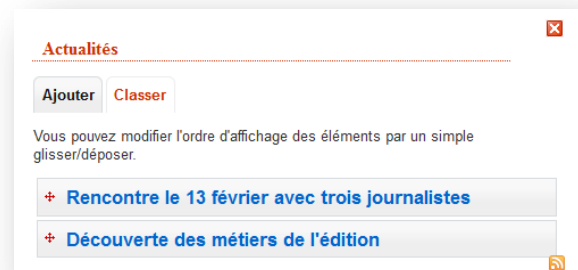 Actualités
Ajouter Classer
Vous pouvez modifier l'ordre d'affichage des éléments par un simple
glisser/déposer.
Rencontre le 13 février avec trois journalistes
Découverte des métiers de l'édition